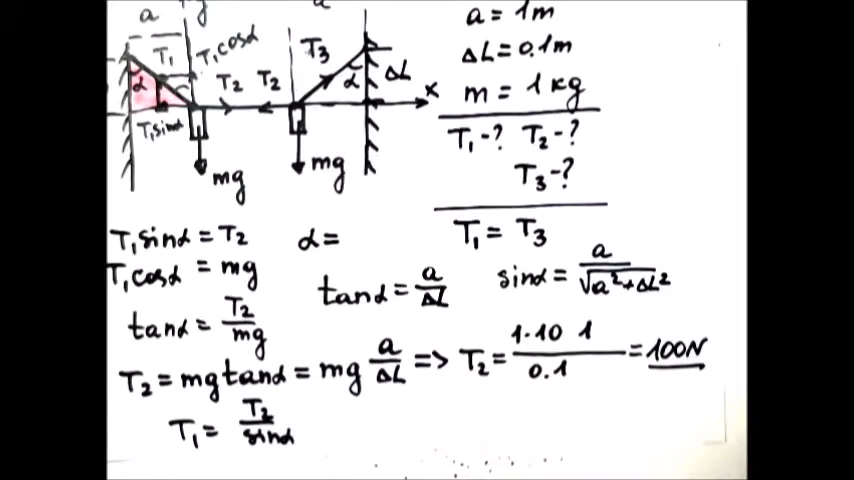 a y a
T₁ T₁cosα T₃
α T₂ T₂ α ΔL x
T₁sinα
mg mg
a = 1m
ΔL = 0.1m
m = 1 kg
T₁-? T₂-?
T₃-?
T₁ = T₃
T₁sinα = T₂ α =
T₁cosα = mg
tanα = a/ΔL sinα = a/√(a²+ΔL²)
tanα = T₂/mg
T₂ = mgtanα = mg a/ΔL => T₂ = 1·10 1/0.1 = 100N
T₁ = T₂/sinα